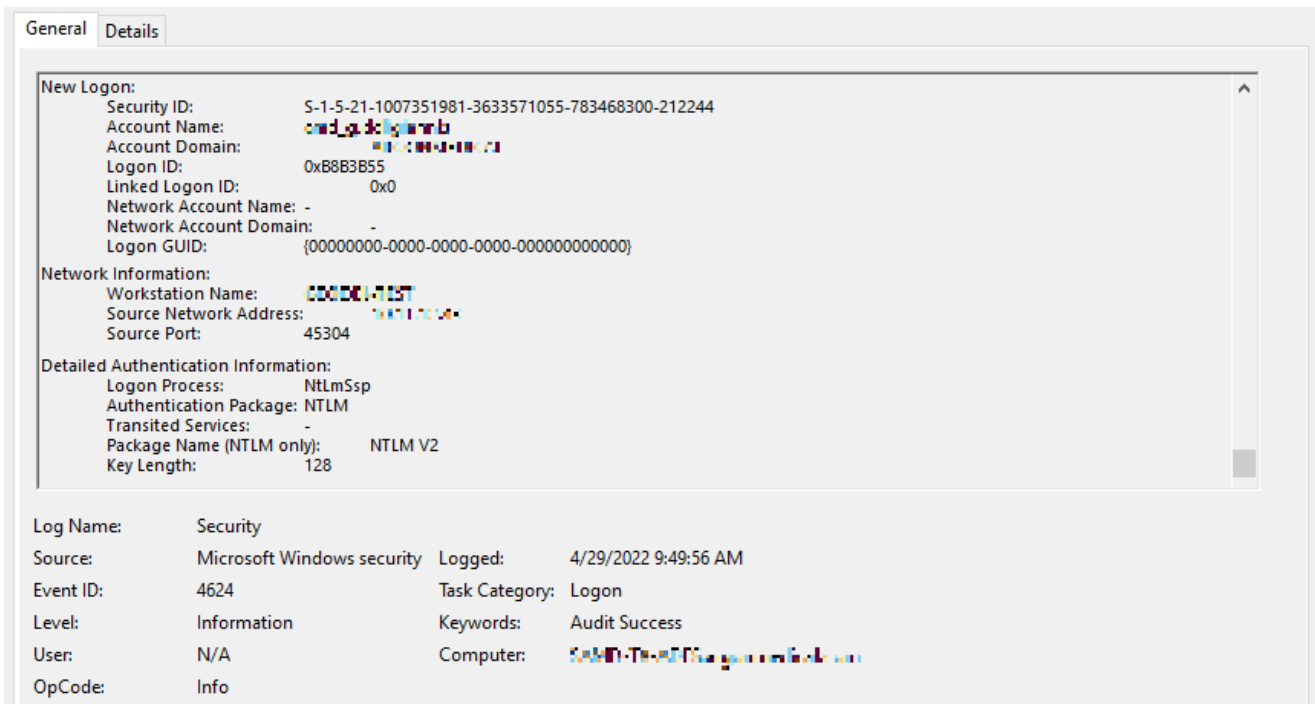 General Details
New Logon:
Security ID: S-1-5-21-1007351981-3633571055-783468300-212244
Account Name:
Account Domain:
Logon ID: 0xB8B3B55
Linked Logon ID: 0x0
Network Account Name: -
Network Account Domain: -
Logon GUID: {00000000-0000-0000-0000-000000000000}
Network Information:
Workstation Name:
Source Network Address:
Source Port: 45304
Detailed Authentication Information:
Logon Process: NtLmSsp
Authentication Package: NTLM
Transited Services: -
Package Name (NTLM only): NTLM V2
Key Length: 128
Log Name: Security
Source: Microsoft Windows security Logged: 4/29/2022 9:49:56 AM
Event ID: 4624 Task Category: Logon
Level: Information Keywords: Audit Success
User: N/A Computer:
OpCode: Info